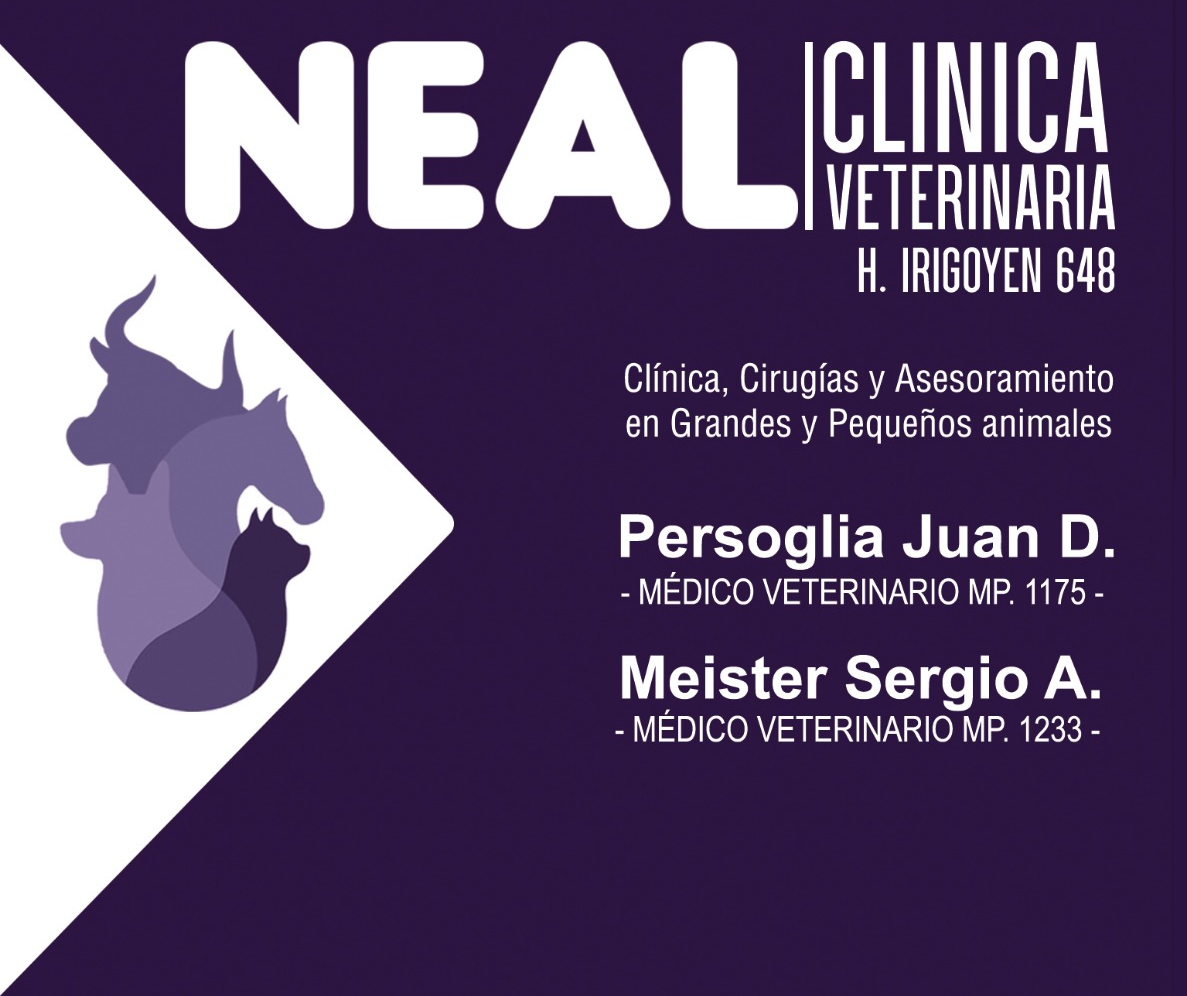 NEAL
CLINICA
VETERINARIA
H. IRIGOYEN 648
Clínica, Cirugías y Asesoramiento
en Grandes y Pequeños animales
Persoglia Juan D.
- MÉDICO VETERINARIO MP. 1175 -
Meister Sergio A.
- MÉDICO VETERINARIO MP. 1233 -